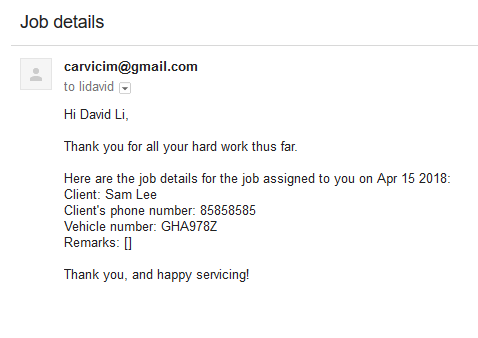 Job details
carvicim@gmail.com
to lidavid
Hi David Li,
Thank you for all your hard work thus far.
Here are the job details for the job assigned to you on Apr 15 2018:
Client: Sam Lee
Client's phone number: 85858585
Vehicle number: GHA978Z
Remarks: []
Thank you, and happy servicing!